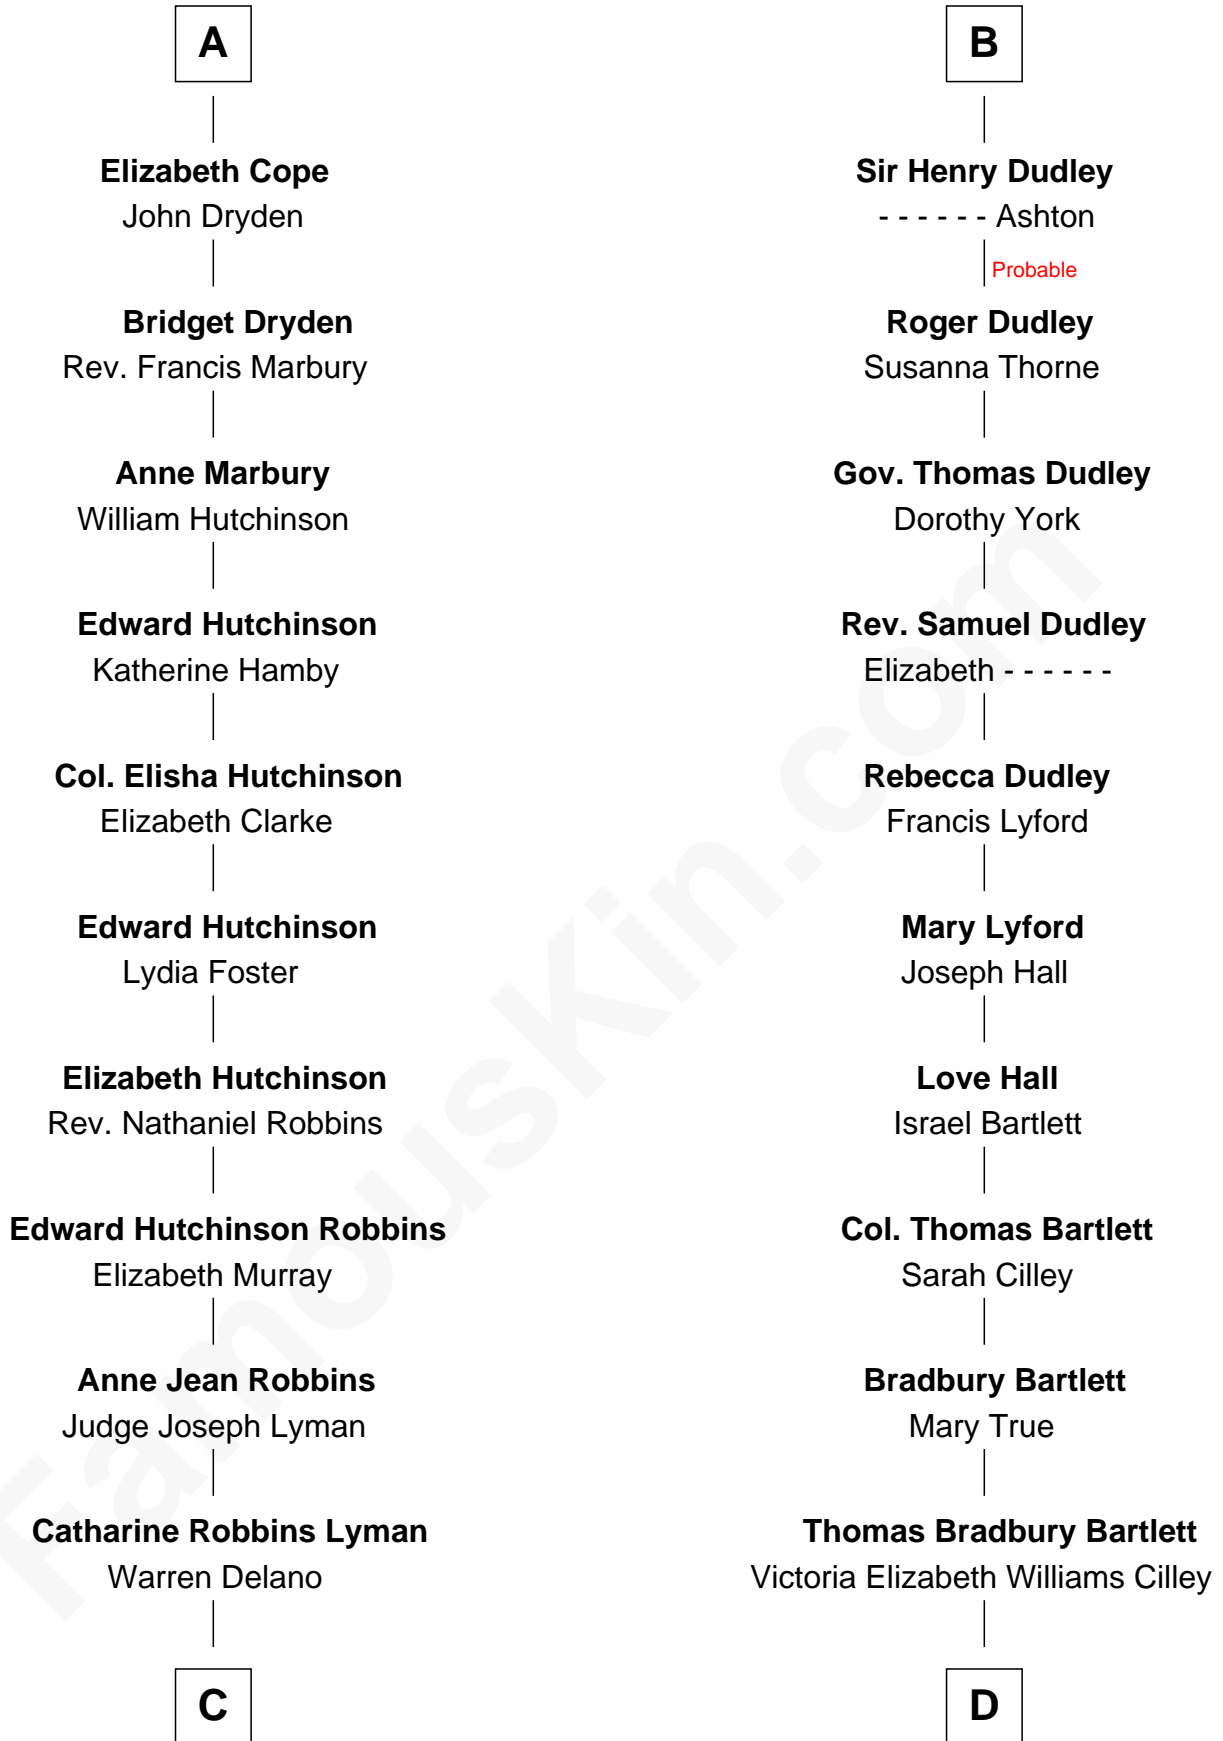 A
Elizabeth Cope
John Dryden
Bridget Dryden
Rev. Francis Marbury
Anne Marbury
William Hutchinson
Edward Hutchinson
Katherine Hamby
Col. Elisha Hutchinson
Elizabeth Clarke
Edward Hutchinson
Lydia Foster
Elizabeth Hutchinson
Rev. Nathaniel Robbins
Edward Hutchinson Robbins
Elizabeth Murray
Anne Jean Robbins
Judge Joseph Lyman
Catharine Robbins Lyman
Warren Delano
C
B
Sir Henry Dudley
- - - - - - Ashton
Probable
Roger Dudley
Susanna Thorne
Gov. Thomas Dudley
Dorothy York
Rev. Samuel Dudley
Elizabeth - - - - - -
Rebecca Dudley
Francis Lyford
Mary Lyford
Joseph Hall
Love Hall
Israel Bartlett
Col. Thomas Bartlett
Sarah Cilley
Bradbury Bartlett
Mary True
Thomas Bradbury Bartlett
Victoria Elizabeth Williams Cilley
D
FamousKin.com